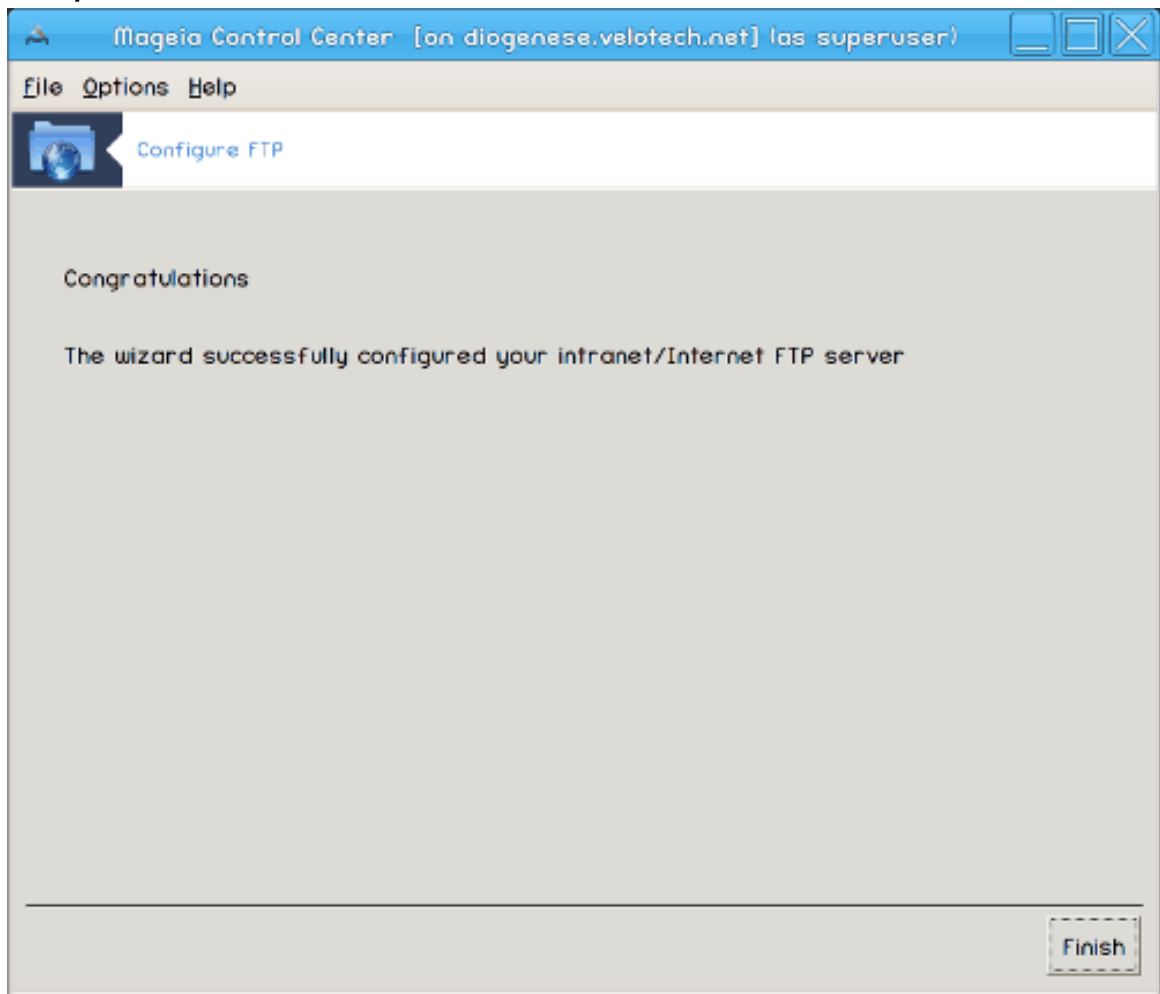 Mageia Control Center [on diogenese.velotech.net] (as superuser)
File Options Help
Configure FTP
Congratulations
The wizard successfully configured your intranet/Internet FTP server
Finish